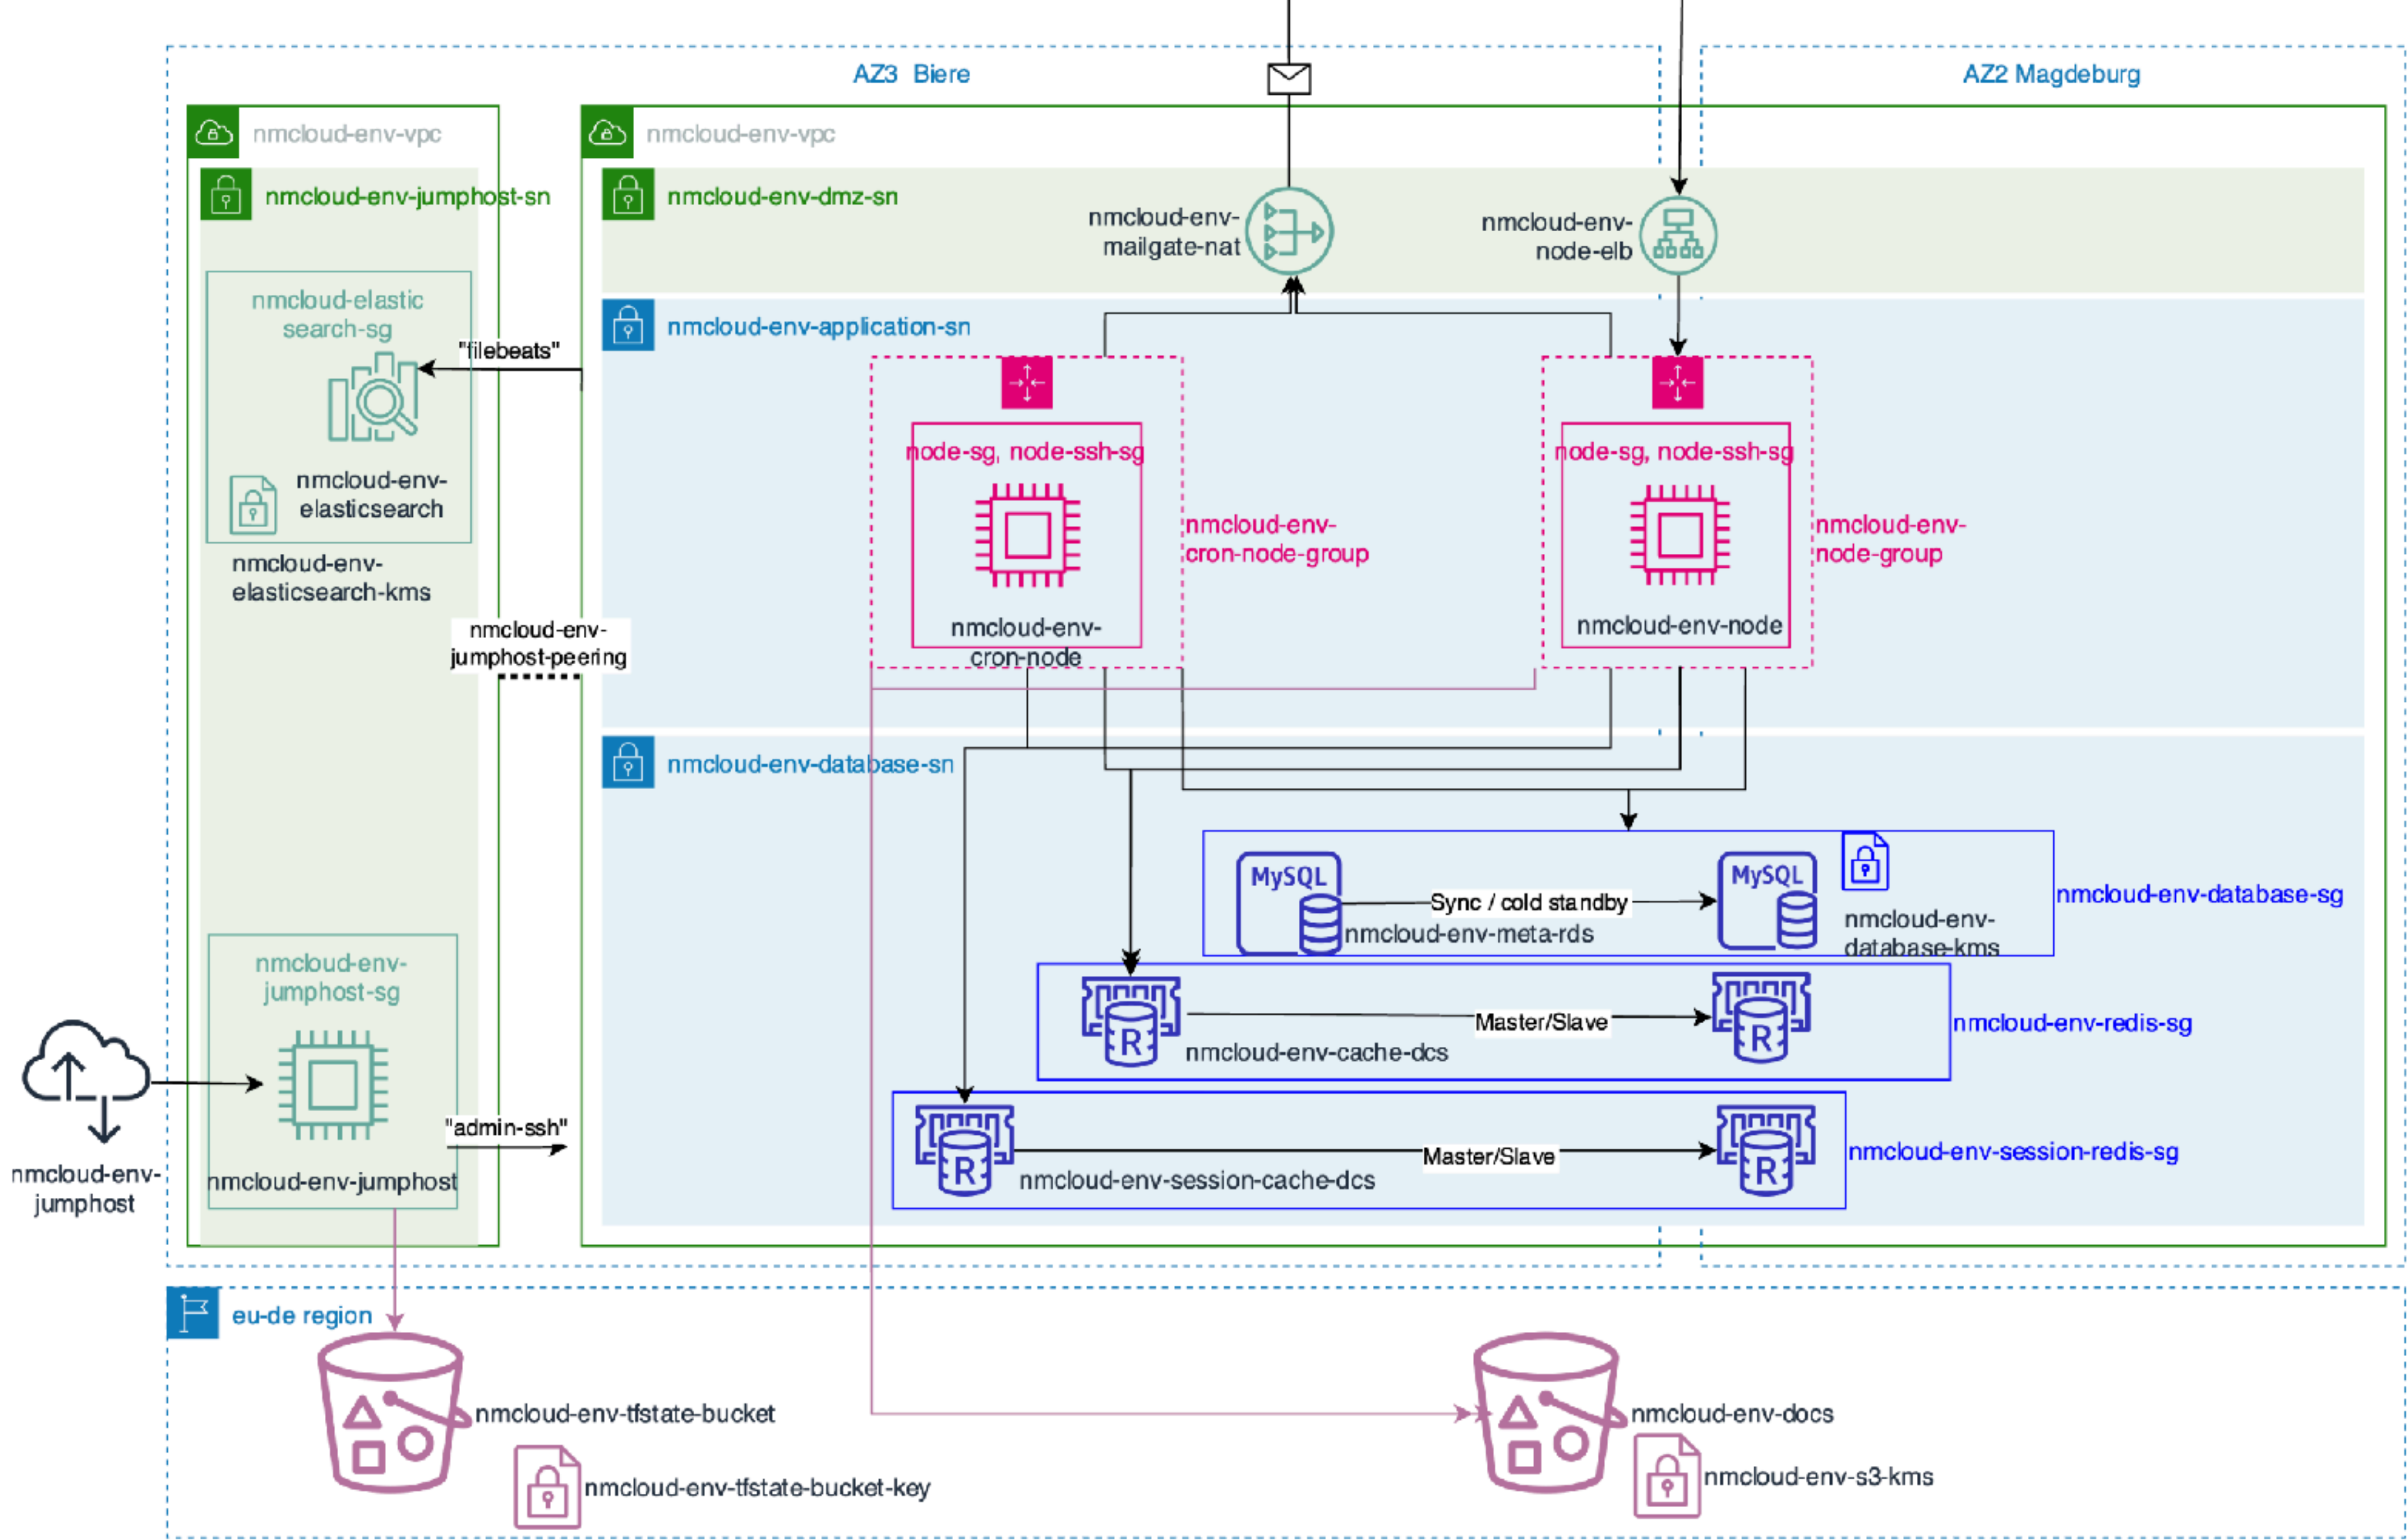 AZ3  Biere
AZ2 Magdeburg
nmcloud-env-vpc
nmcloud-env-vpc
nmcloud-env-jumphost-sn
nmcloud-env-dmz-sn
nmcloud-env-
mailgate-nat
nmcloud-env-
node-elb
nmcloud-elastic
search-sg
"filebeats"
nmcloud-env-
elasticsearch
nmcloud-env-
elasticsearch-kms
nmcloud-env-application-sn
node-sg, node-ssh-sg
nmcloud-env-
cron-node
nmcloud-env-
cron-node-group
node-sg, node-ssh-sg
nmcloud-env-node
nmcloud-env-
node-group
nmcloud-env-
jumphost-peering
nmcloud-env-database-sn
MySQL
Sync / cold standby
MySQL
nmcloud-env-meta-rds
nmcloud-env-
database-kms
nmcloud-env-database-sg
R
Master/Slave
R
nmcloud-env-cache-dcs
nmcloud-env-redis-sg
R
Master/Slave
R
nmcloud-env-session-cache-dcs
nmcloud-env-session-redis-sg
nmcloud-env-
jumphost-sg
nmcloud-env-jumphost
"admin-ssh"
nmcloud-env-
jumphost
eu-de region
nmcloud-env-tfstate-bucket
nmcloud-env-tfstate-bucket-key
nmcloud-env-docs
nmcloud-env-s3-kms